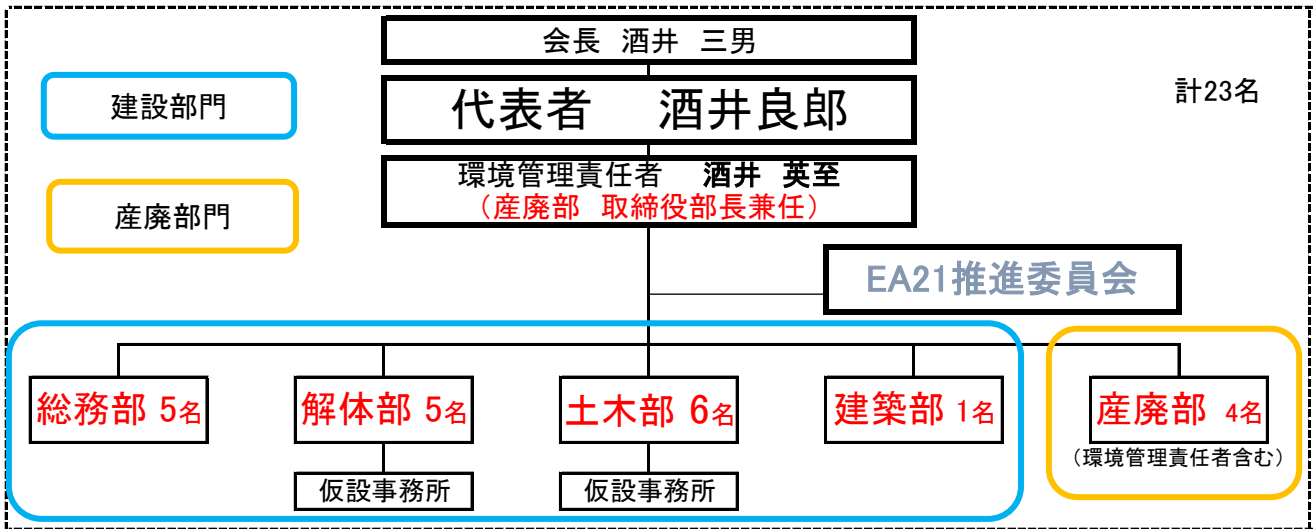 会長 酒井 三男
代表者 酒井良郎
計23名
建設部門
環境管理責任者 酒井 英至
（産廃部 取締役部長兼任）
産廃部門
EA21推進委員会
総務部 5名
解体部 5名
土木部 6名
建築部 1名
産廃部 4名
（環境管理責任者含む）
仮設事務所
仮設事務所